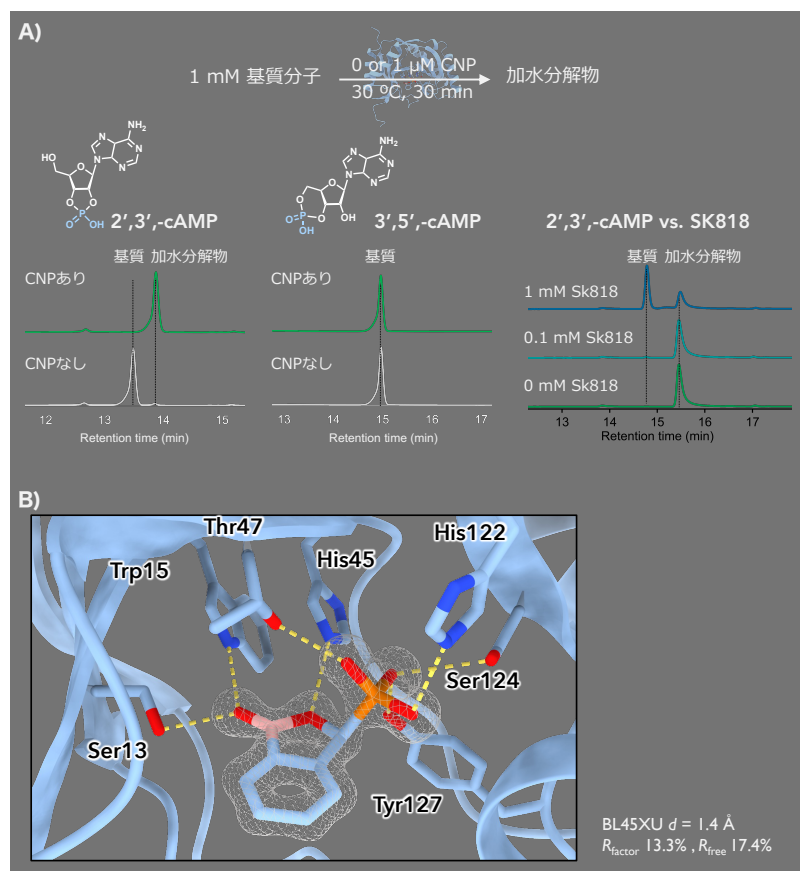 A)
1 mM 基質分子
0 or 1 μM CNP
30 ºC, 30 min
加水分解物
NH₂
N
N
N
N
HO
O
O
O
P
O
OH
2′,3′,-cAMP
NH₂
N
N
N
N
O
O
O
P
O
OH
OH
3′,5′,-cAMP
2′,3′,-cAMP vs. SK818
基質 加水分解物
CNPあり
CNPなし
12 13 14 15
Retention time (min)
基質
CNPあり
CNPなし
13 14 15 16 17
Retention time (min)
基質 加水分解物
1 mM Sk818
0.1 mM Sk818
0 mM Sk818
13 14 15 16 17
Retention time (min)
B)
Thr47
His122
His45
Trp15
Ser124
Ser13
Tyr127
BL45XU d = 1.4 Å
Rfactor 13.3% , Rfree 17.4%